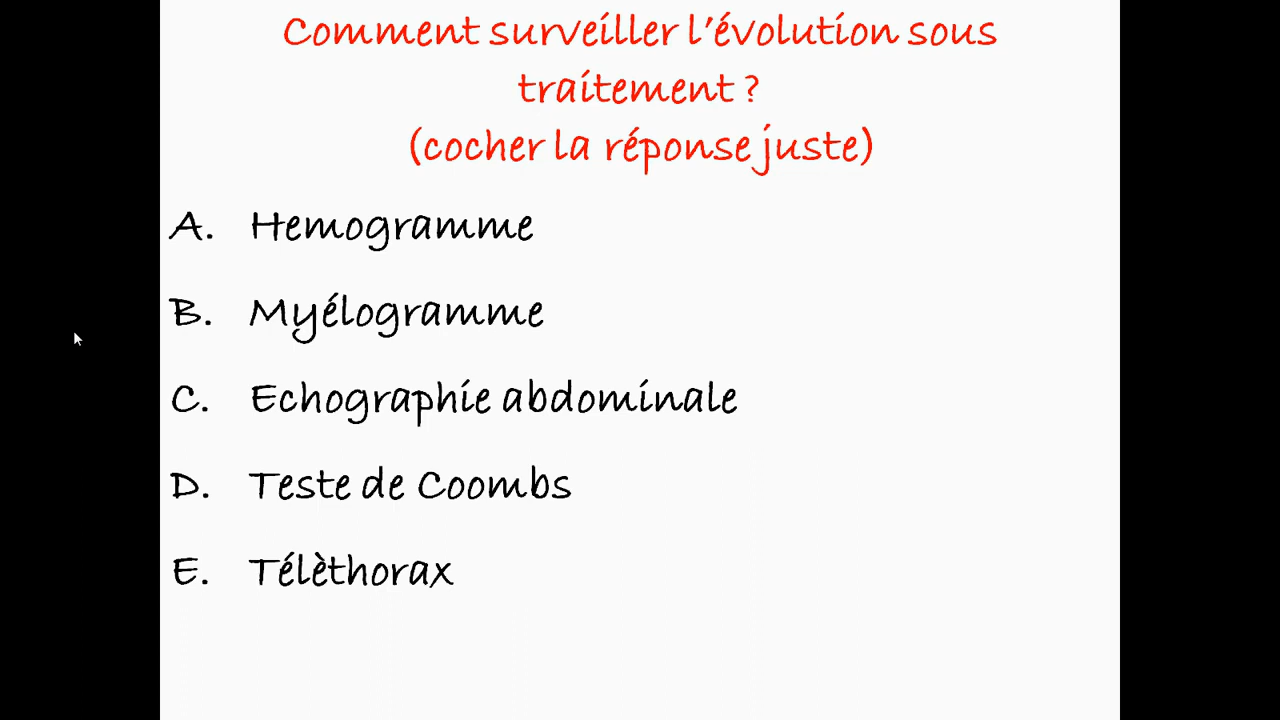 Comment surveiller l'évolution sous
traitement ?
(cocher la réponse juste)
A. Hemogramme
B. Myélogramme
C. Echographie abdominale
D. Teste de Coombs
E. Télèthorax